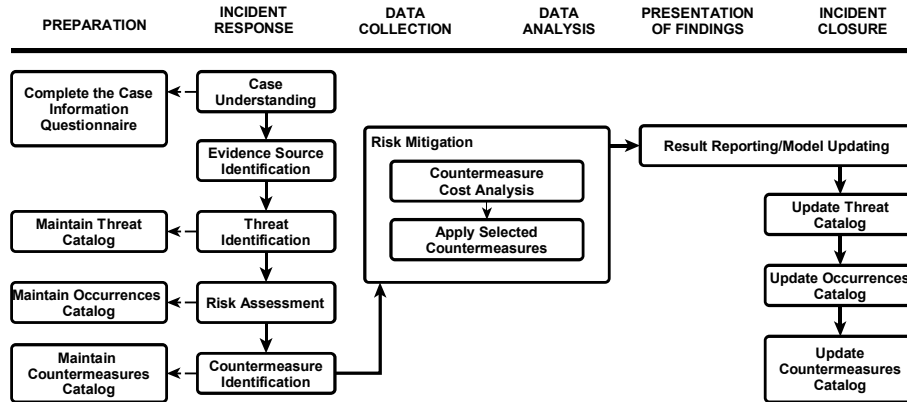 PREPARATION
INCIDENT
RESPONSE
DATA
COLLECTION
DATA
ANALYSIS
PRESENTATION
OF FINDINGS
INCIDENT
CLOSURE
Complete the Case
Information
Questionnaire
Case
Understanding
Evidence Source
Identification
Maintain Threat
Catalog
Threat
Identification
Maintain Occurrences
Catalog
Risk Assessment
Maintain
Countermeasures
Catalog
Countermeasure
Identification
Risk Mitigation
Countermeasure
Cost Analysis
Apply Selected
Countermeasures
Result Reporting/Model Updating
Update Threat
Catalog
Update Occurrences
Catalog
Update
Countermeasures
Catalog